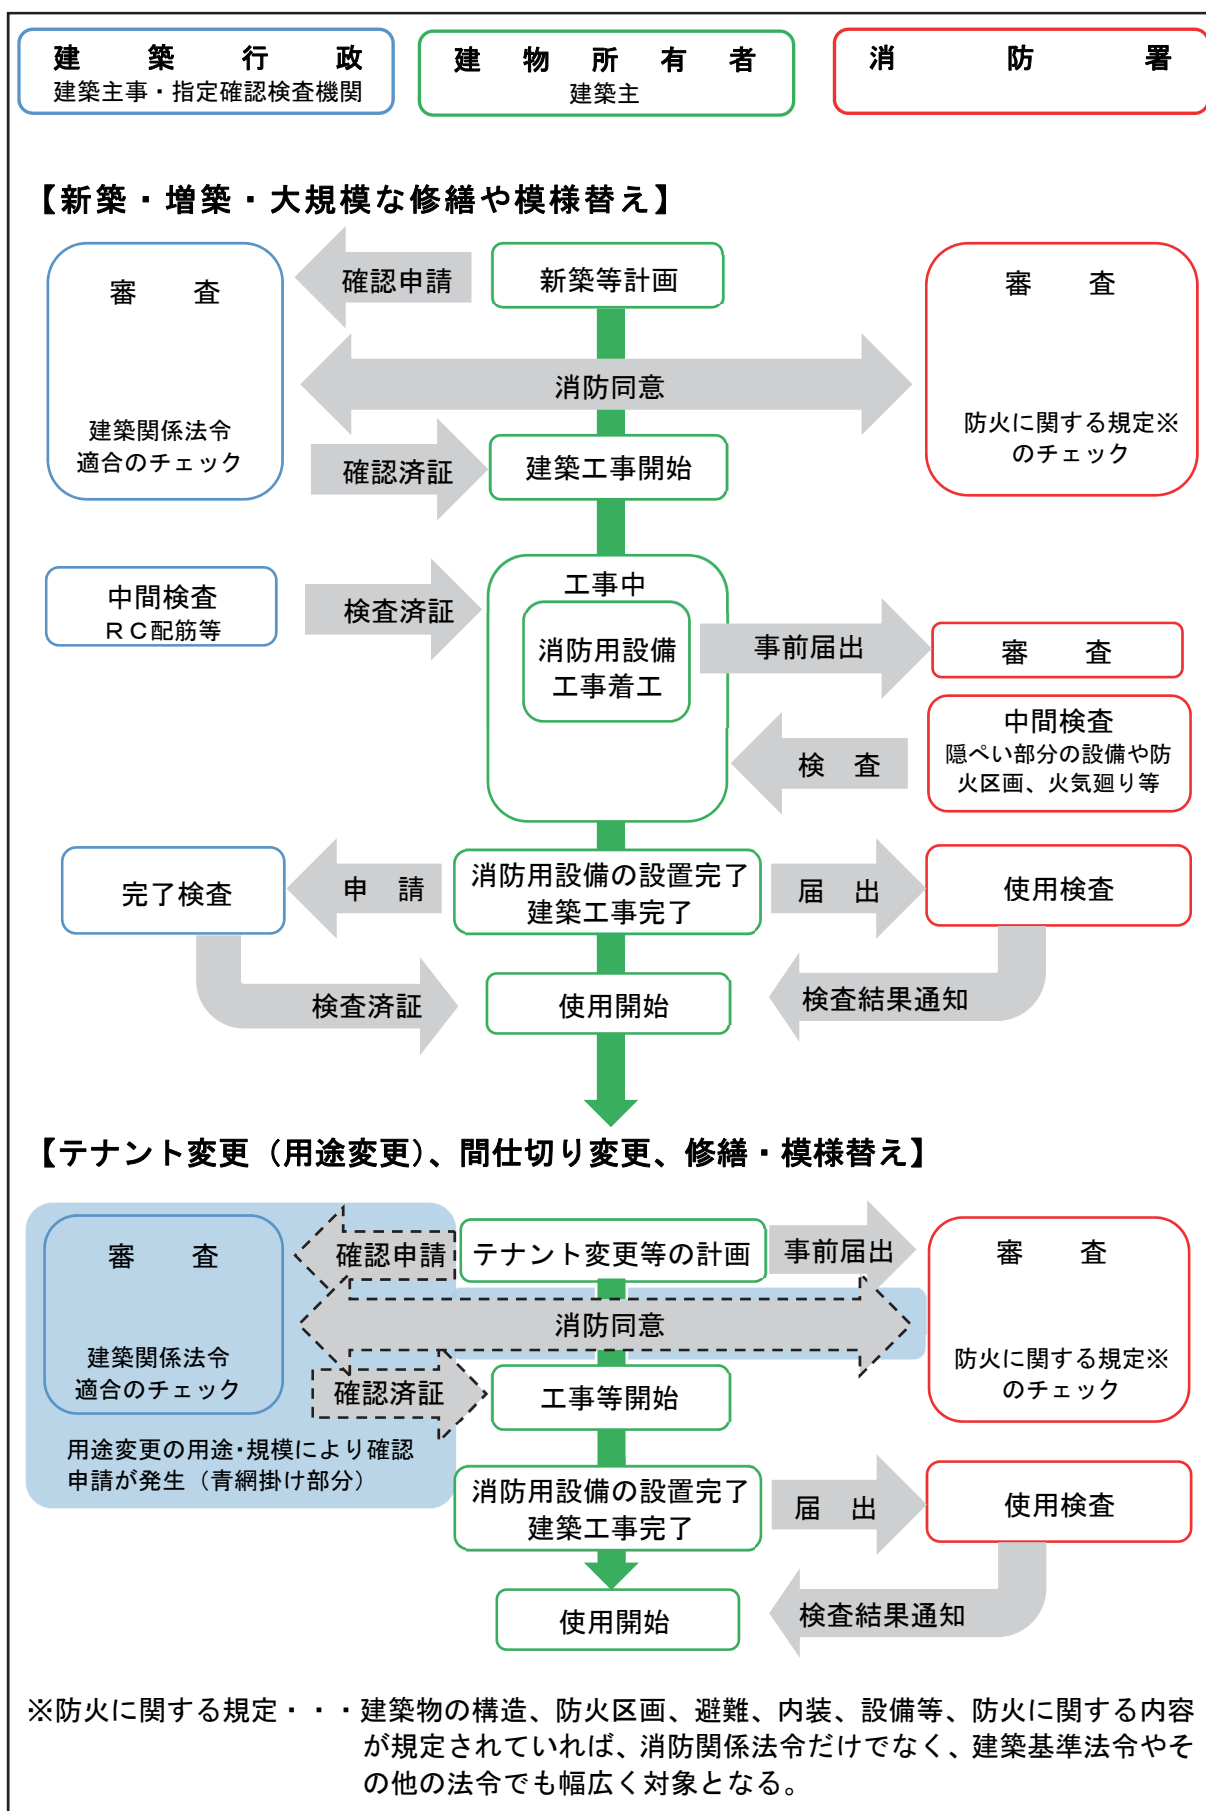 建築行政
建築主事・指定確認検査機関
建物所有者
建築主
消防署
【新築・増築・大規模な修繕や模様替え】
審　査
建築関係法令
適合のチェック
確認申請
新築等計画
審　査
防火に関する規定※
のチェック
消防同意
確認済証
建築工事開始
中間検査
ＲＣ配筋等
検査済証
工事中
消防用設備
工事着工
事前届出
審　査
中間検査
隠ぺい部分の設備や防
火区画、火気廻り等
検　査
完了検査
申　請
消防用設備の設置完了
建築工事完了
届　出
使用検査
検査済証
使用開始
検査結果通知
【テナント変更（用途変更）、間仕切り変更、修繕・模様替え】
審　査
建築関係法令
適合のチェック
確認申請
テナント変更等の計画
事前届出
審　査
防火に関する規定※
のチェック
消防同意
確認済証
工事等開始
用途変更の用途・規模により確認
申請が発生（青網掛け部分）
消防用設備の設置完了
建築工事完了
届　出
使用検査
使用開始
検査結果通知
※防火に関する規定・・・建築物の構造、防火区画、避難、内装、設備等、防火に関する内容
が規定されていれば、消防関係法令だけでなく、建築基準法令やそ
の他の法令でも幅広く対象となる。